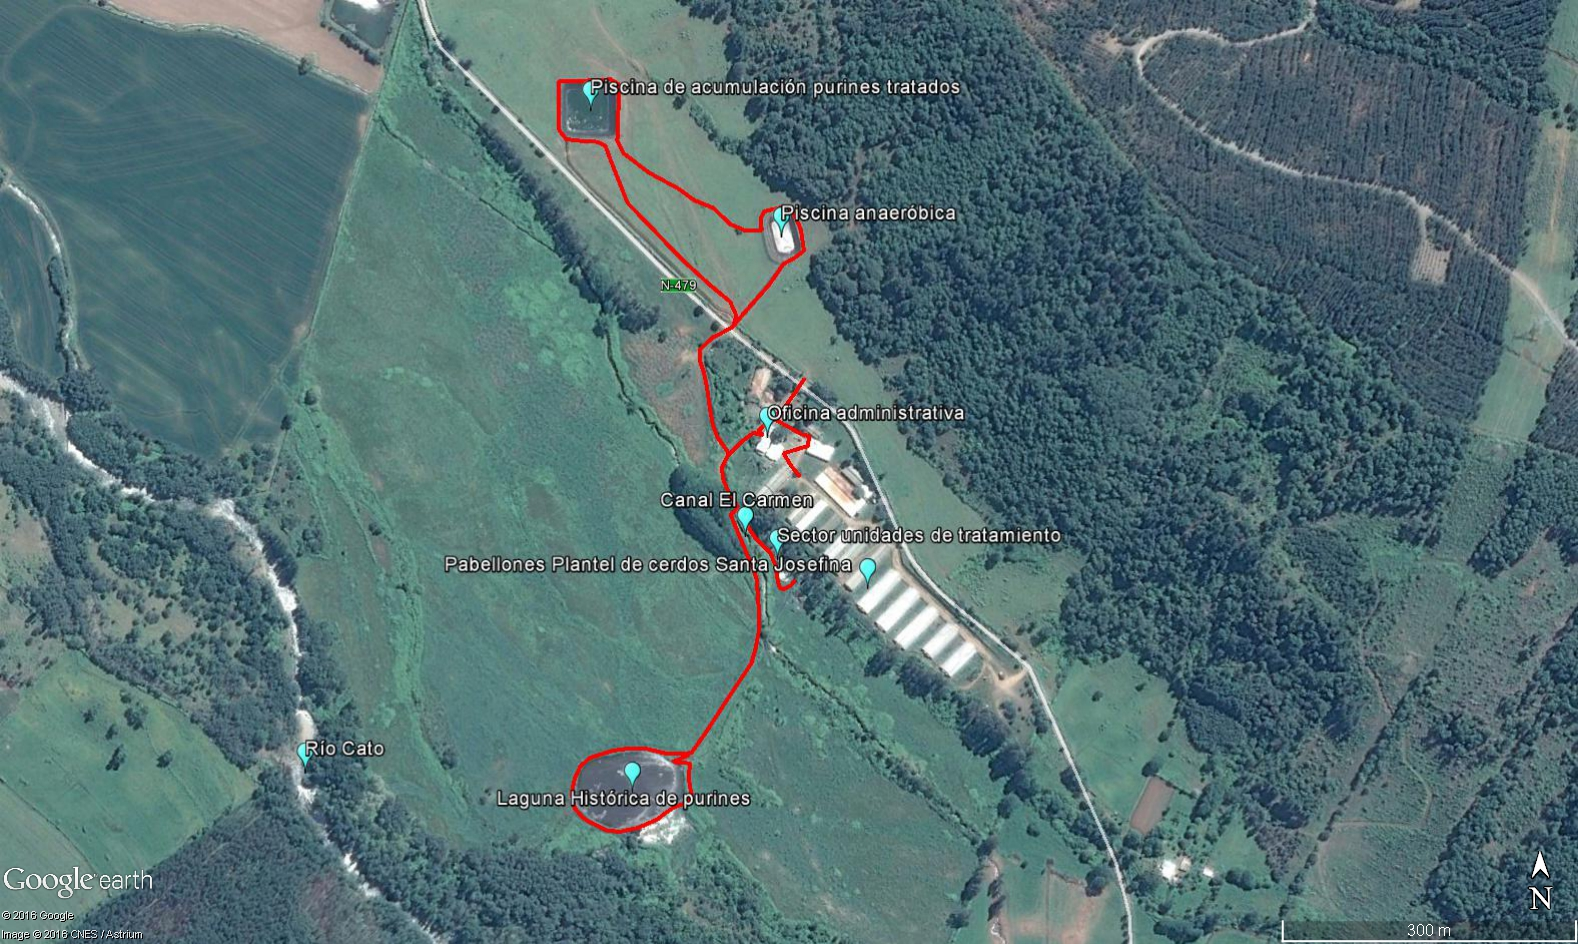 Piscina de acumulación purines tratados
Piscina anaeróbica
N-479
Oficina administrativa
Canal El Carmen
Sector unidades de tratamiento
Pabellones Plantel de cerdos Santa Josefina
Río Cato
Laguna Histórica de purines
Google earth
N
© 2016 Google
Image © 2016 CNES / Astrium
300 m